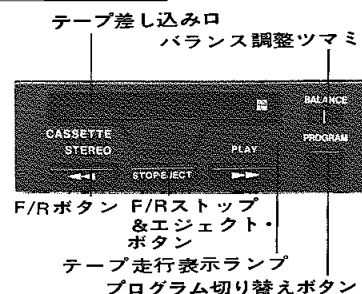 テープ差し込み口
バランス調整ツマミ
BALANCE
CASSETTE
STEREO
PLAY
PROGRAM
STOP·EJECT
F/Rボタン
F/Rストップ
&エジェクト・
ボタン
テープ走行表示ランプ
プログラム切り替えボタン